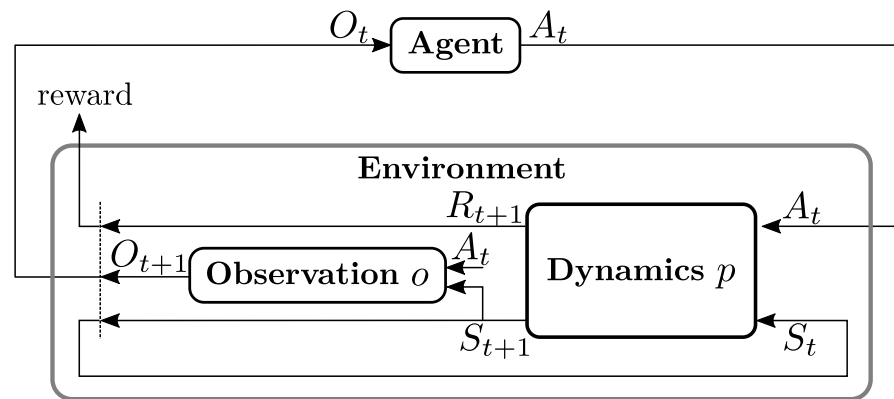 O_t Agent A_t
reward
Environment
R_{t+1} A_t
O_{t+1} A_t
Observation o Dynamics p
S_{t+1} S_t